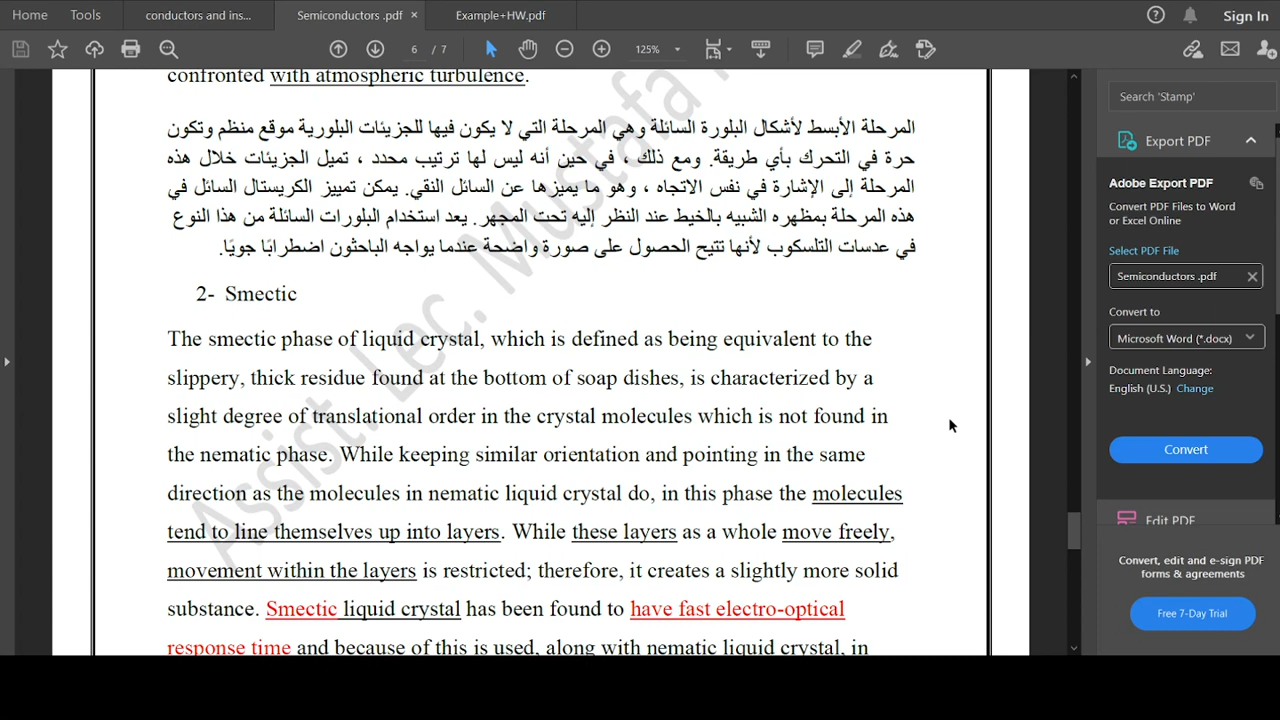 Home Tools conductors and ins... Semiconductors .pdf × Example+HW.pdf Sign In
6 / 7 125%
confronted with atmospheric turbulence.
المرحلة الأبسط لأشكال البلورة السائلة وهي المرحلة التي لا يكون فيها للجزيئات البلورية موقع منظم وتكون
حرة في التحرك بأي طريقة. ومع ذلك ، في حين أنه ليس لها ترتيب محدد ، تميل الجزيئات خلال هذه
المرحلة إلى الإشارة في نفس الاتجاه ، وهو ما يميزها عن السائل النقي. يمكن تمييز الكريستال السائل في
هذه المرحلة بمظهره الشبيه بالخيط عند النظر إليه تحت المجهر. يعد استخدام البلورات السائلة من هذا النوع
في عدسات التلسكوب لأنها تتيح الحصول على صورة واضحة عندما يواجه الباحثون اضطرابًا جويًا.
2- Smectic
The smectic phase of liquid crystal, which is defined as being equivalent to the
slippery, thick residue found at the bottom of soap dishes, is characterized by a
slight degree of translational order in the crystal molecules which is not found in
the nematic phase. While keeping similar orientation and pointing in the same
direction as the molecules in nematic liquid crystal do, in this phase the molecules
tend to line themselves up into layers. While these layers as a whole move freely,
movement within the layers is restricted; therefore, it creates a slightly more solid
substance. Smectic liquid crystal has been found to have fast electro-optical
response time and because of this is used, along with nematic liquid crystal, in
Assist. Lec. Mustafa
Search 'Stamp'
Export PDF
Adobe Export PDF
Convert PDF Files to Word
or Excel Online
Select PDF File
Semiconductors .pdf
Convert to
Microsoft Word (*.docx)
Document Language:
English (U.S.) Change
Convert
Edit PDF
Convert, edit and e-sign PDF
forms & agreements
Free 7-Day Trial